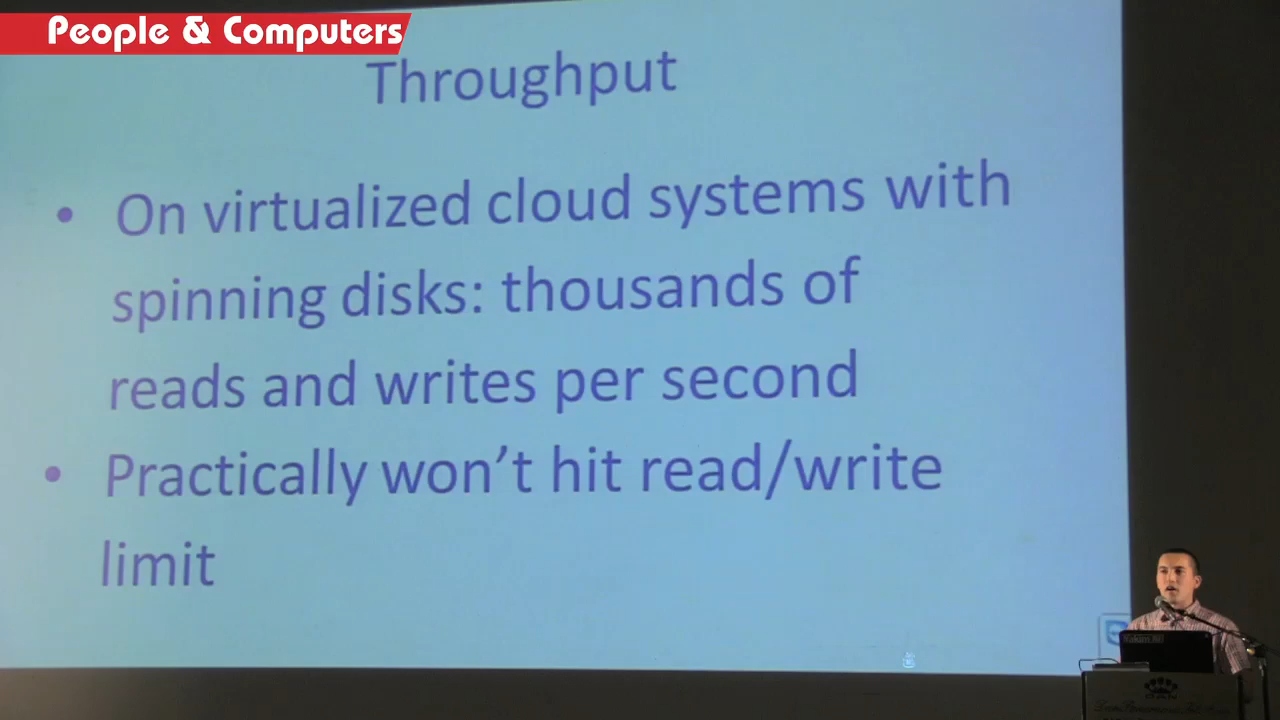 People & Computers
Throughput
• On virtualized cloud systems with
spinning disks: thousands of
reads and writes per second
• Practically won't hit read/write
limit
DAN